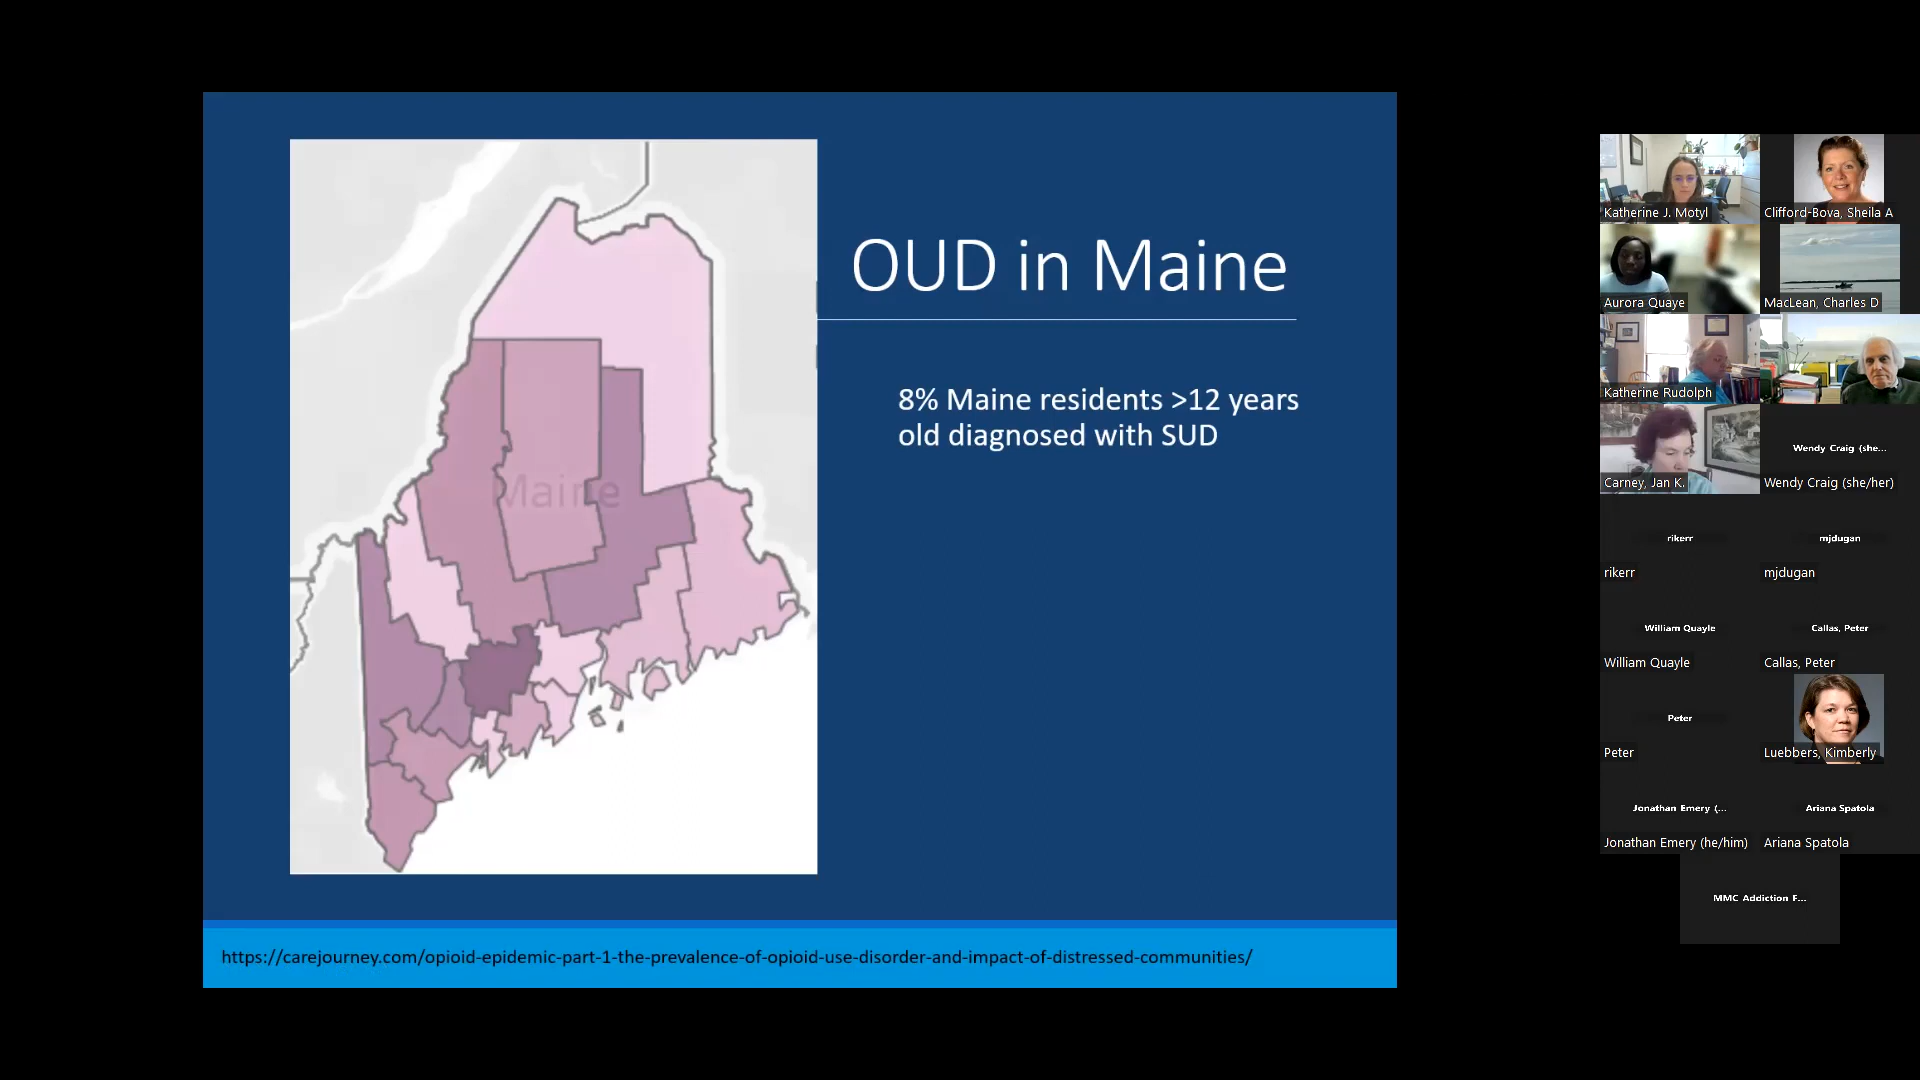 Maine
OUD in Maine
8% Maine residents >12 years
old diagnosed with SUD
https://carejourney.com/opioid-epidemic-part-1-the-prevalence-of-opioid-use-disorder-and-impact-of-distressed-communities/
Katherine J. Motyl
Clifford-Bova, Sheila A
Aurora Quaye
MacLean, Charles D
Katherine Rudolph
Carney, Jan K.
Wendy Craig (she...
Wendy Craig (she/her)
rikerr
rikerr
mjdugan
mjdugan
William Quayle
William Quayle
Callas, Peter
Callas, Peter
Peter
Peter
Luebbers, Kimberly
Jonathan Emery (...
Jonathan Emery (he/him)
Ariana Spatola
Ariana Spatola
MMC Addiction F...